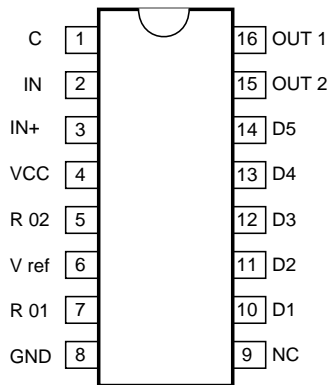 C 1 16 OUT 1
IN 2 15 OUT 2
IN+ 3 14 D5
VCC 4 13 D4
R 02 5 12 D3
V ref 6 11 D2
R 01 7 10 D1
GND 8 9 NC